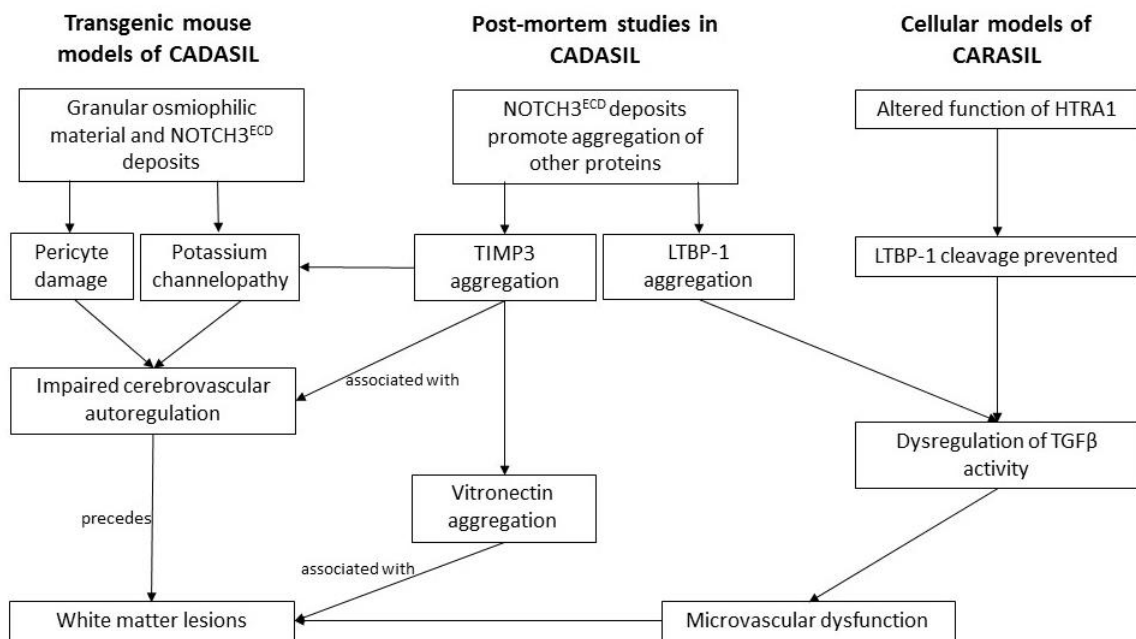 Transgenic mouse
models of CADASIL
Post-mortem studies in
CADASIL
Cellular models of
CARASIL
Granular osmiophilic
material and NOTCH3ᴱᶜᴰ
deposits
NOTCH3ᴱᶜᴰ deposits
promote aggregation of
other proteins
Altered function of HTRA1
Pericyte
damage
Potassium
channelopathy
TIMP3
aggregation
LTBP-1
aggregation
LTBP-1 cleavage prevented
Impaired cerebrovascular
autoregulation
associated with
Dysregulation of TGFβ
activity
Vitronectin
aggregation
precedes
associated with
White matter lesions
Microvascular dysfunction